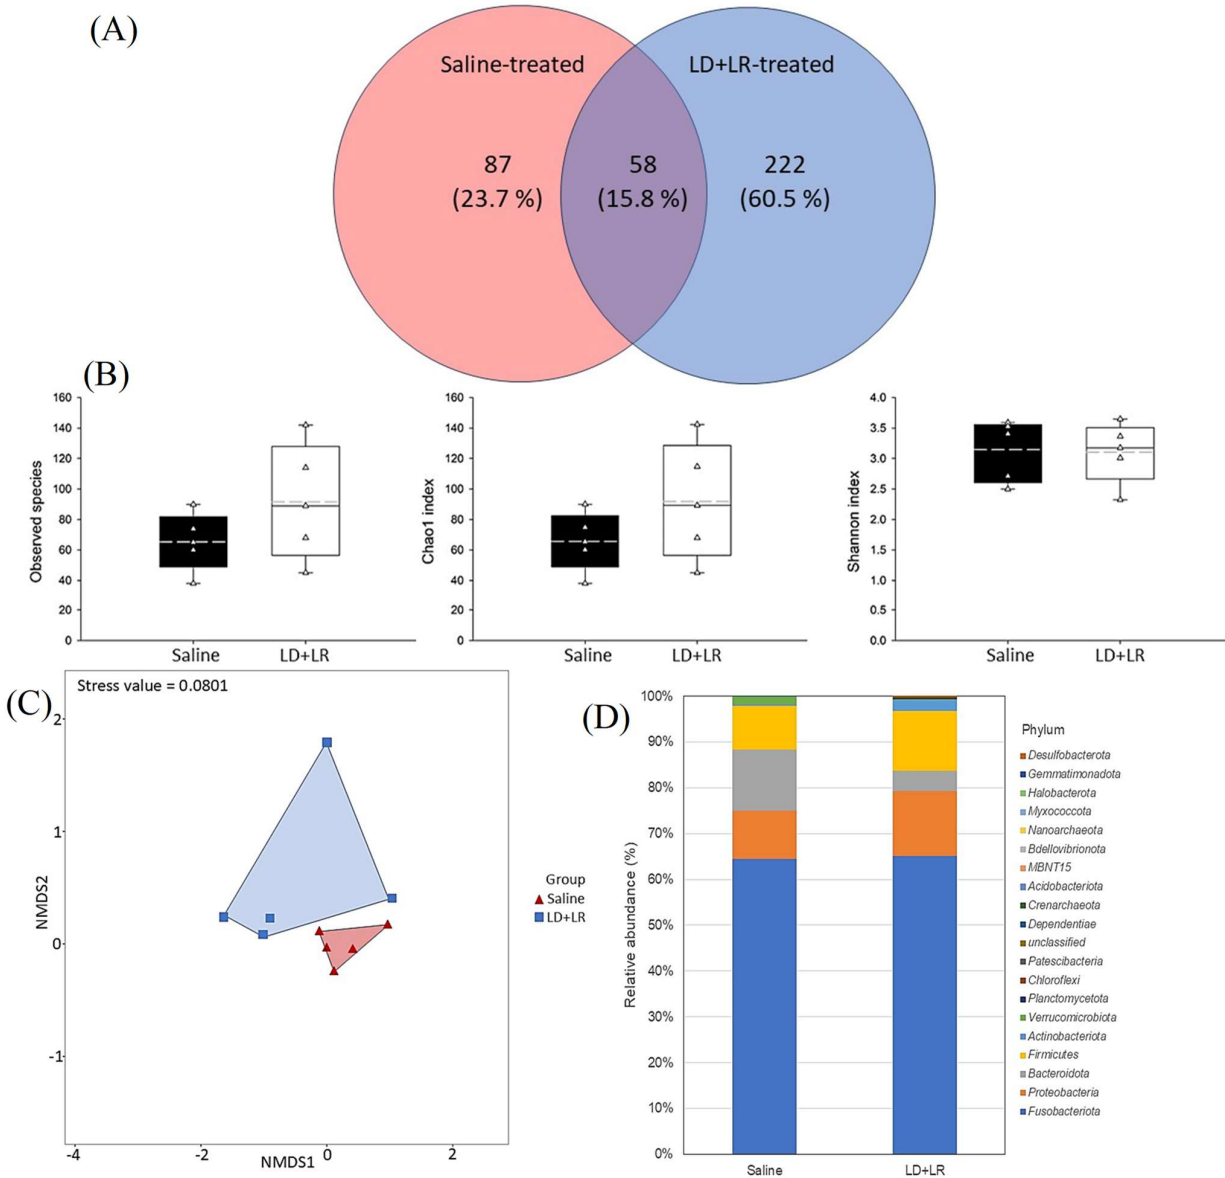 (A)
Saline-treated
LD+LR-treated
87
(23.7 %)
58
(15.8 %)
222
(60.5 %)
(B)
Observed species
160
140
120
100
80
60
40
20
0
Saline
LD+LR
Chao1 index
160
140
120
100
80
60
40
20
0
Saline
LD+LR
Shannon index
4.0
3.5
3.0
2.5
2.0
1.5
1.0
0.5
0.0
Saline
LD+LR
(C)
Stress value = 0.0801
NMDS2
2
1
0
-1
-4
-2
0
2
NMDS1
Group
Saline
LD+LR
(D)
Relative abundance (%)
100%
90%
80%
70%
60%
50%
40%
30%
20%
10%
0%
Saline
LD+LR
Phylum
Desulfobacterota
Gemmatimonadota
Halobacterota
Myxococcota
Nanoarchaeota
Bdellovibrionota
MBNT15
Acidobacteriota
Crenarchaeota
Dependentiae
unclassified
Patescibacteria
Chloroflexi
Planctomycetota
Verrucomicrobiota
Actinobacteriota
Firmicutes
Bacteroidota
Proteobacteria
Fusobacteriota